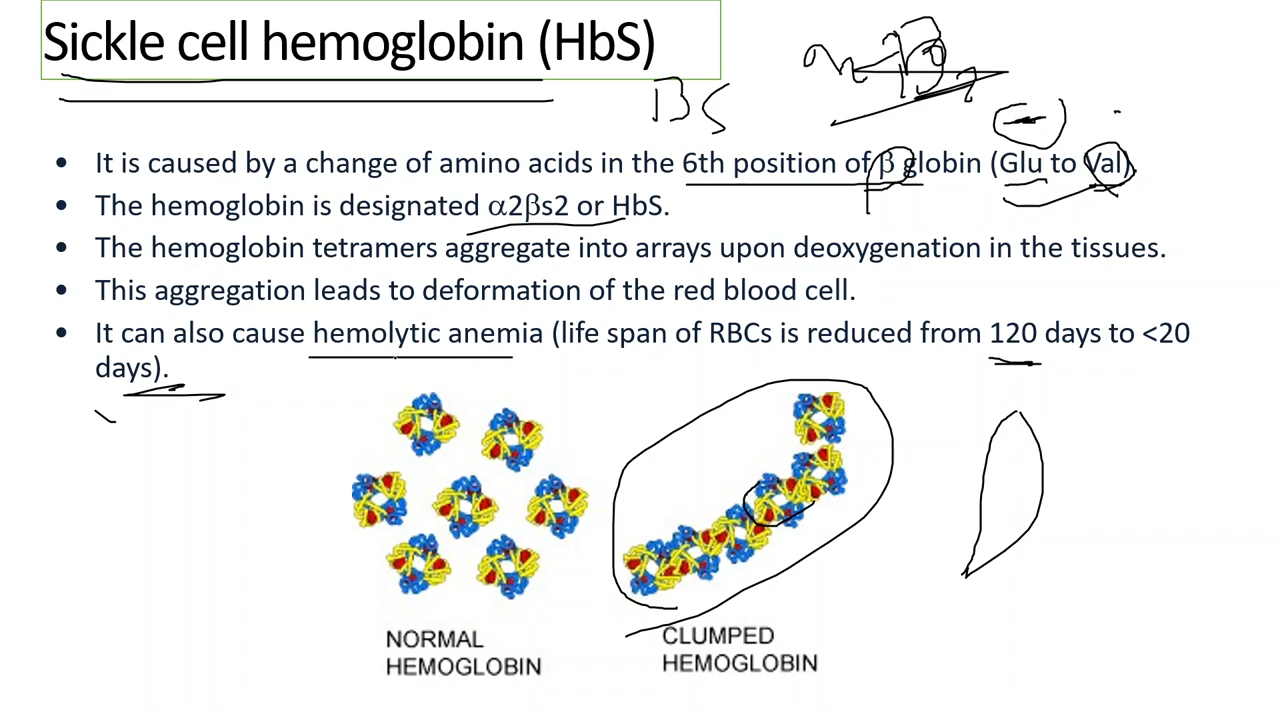 Sickle cell hemoglobin (HbS)
α2β2
βS
(-)
• It is caused by a change of amino acids in the 6th position of β globin (Glu to Val).
• The hemoglobin is designated α2βs2 or HbS.
• The hemoglobin tetramers aggregate into arrays upon deoxygenation in the tissues.
• This aggregation leads to deformation of the red blood cell.
• It can also cause hemolytic anemia (life span of RBCs is reduced from 120 days to <20
days).
NORMAL
HEMOGLOBIN
CLUMPED
HEMOGLOBIN